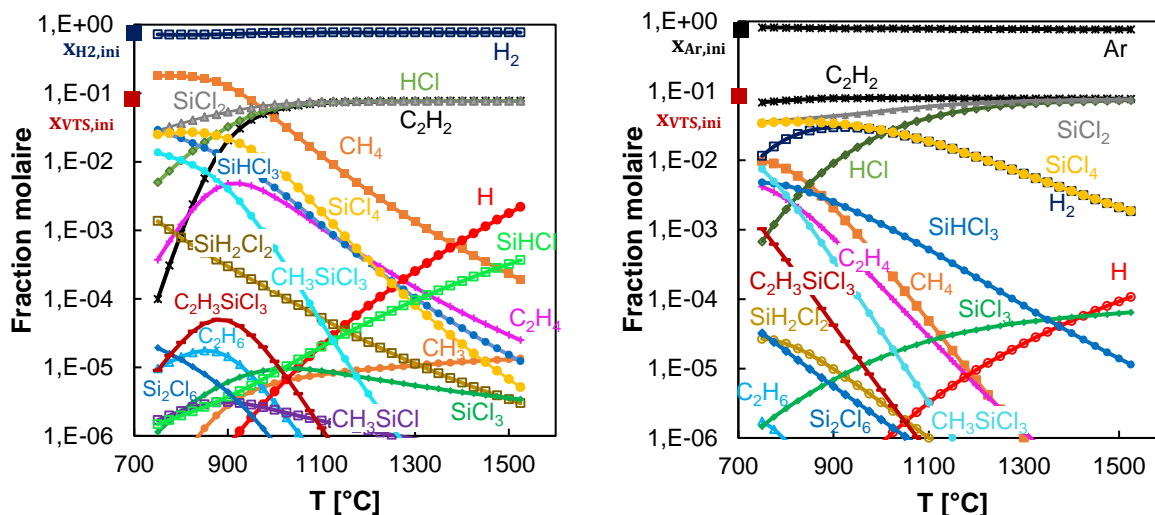 1,E+00
1,E-01
1,E-02
1,E-03
1,E-04
1,E-05
1,E-06
xH2,ini
xVTS,ini
Fraction molaire
H2
HCl
SiCl2
C2H2
CH4
SiHCl3
SiCl4
H
SiH2Cl2
CH3SiCl3
SiHCl
C2H3SiCl3
C2H4
C2H6
CH3
Si2Cl6
SiCl3
CH3SiCl
700 900 1100 1300 1500
T [°C]
1,E+00
1,E-01
1,E-02
1,E-03
1,E-04
1,E-05
1,E-06
xAr,ini
xVTS,ini
Fraction molaire
Ar
C2H2
SiCl2
HCl
SiCl4
H2
SiHCl3
C2H4
C2H3SiCl3
CH4
H
SiH2Cl2
SiCl3
C2H6
Si2Cl6
CH3SiCl3
700 900 1100 1300 1500
T [°C]